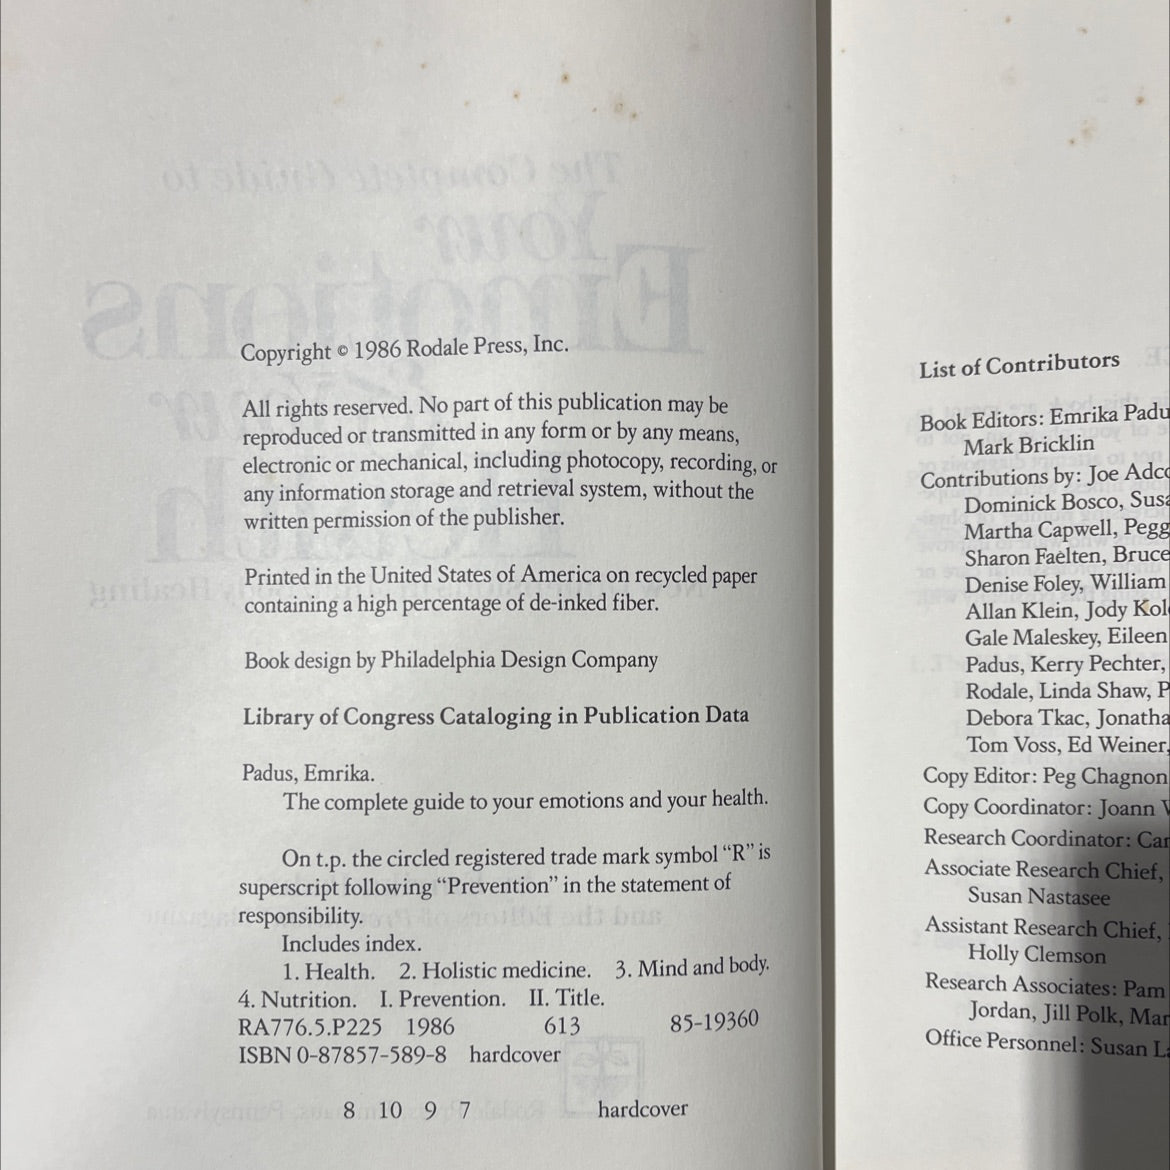 Copyright © 1986 Rodale Press, Inc.
All rights reserved. No part of this publication may be
reproduced or transmitted in any form or by any means,
electronic or mechanical, including photocopy, recording, or
any information storage and retrieval system, without the
written permission of the publisher.
Printed in the United States of America on recycled paper
containing a high percentage of de-inked fiber.
Book design by Philadelphia Design Company
Library of Congress Cataloging in Publication Data
Padus, Emrika.
The complete guide to your emotions and your health.
On t.p. the circled registered trade mark symbol “R” is
superscript following “Prevention” in the statement of
responsibility.
Includes index.
1. Health. 2. Holistic medicine. 3. Mind and body.
4. Nutrition. I. Prevention. II. Title.
RA776.5.P225 1986 613 85-19360
ISBN 0-87857-589-8 hardcover
8 10 9 7 hardcover
List of Contributors
Book Editors: Emrika Padu
Mark Bricklin
Contributions by: Joe Adco
Dominick Bosco, Susa
Martha Capwell, Pegg
Sharon Faelten, Bruce
Denise Foley, William
Allan Klein, Jody Kol
Gale Maleskey, Eileen
Padus, Kerry Pechter,
Rodale, Linda Shaw, P
Debora Tkac, Jonatha
Tom Voss, Ed Weiner,
Copy Editor: Peg Chagnon
Copy Coordinator: Joann
Research Coordinator: Car
Associate Research Chief,
Susan Nastasee
Assistant Research Chief,
Holly Clemson
Research Associates: Pam
Jordan, Jill Polk, Mar
Office Personnel: Susan La